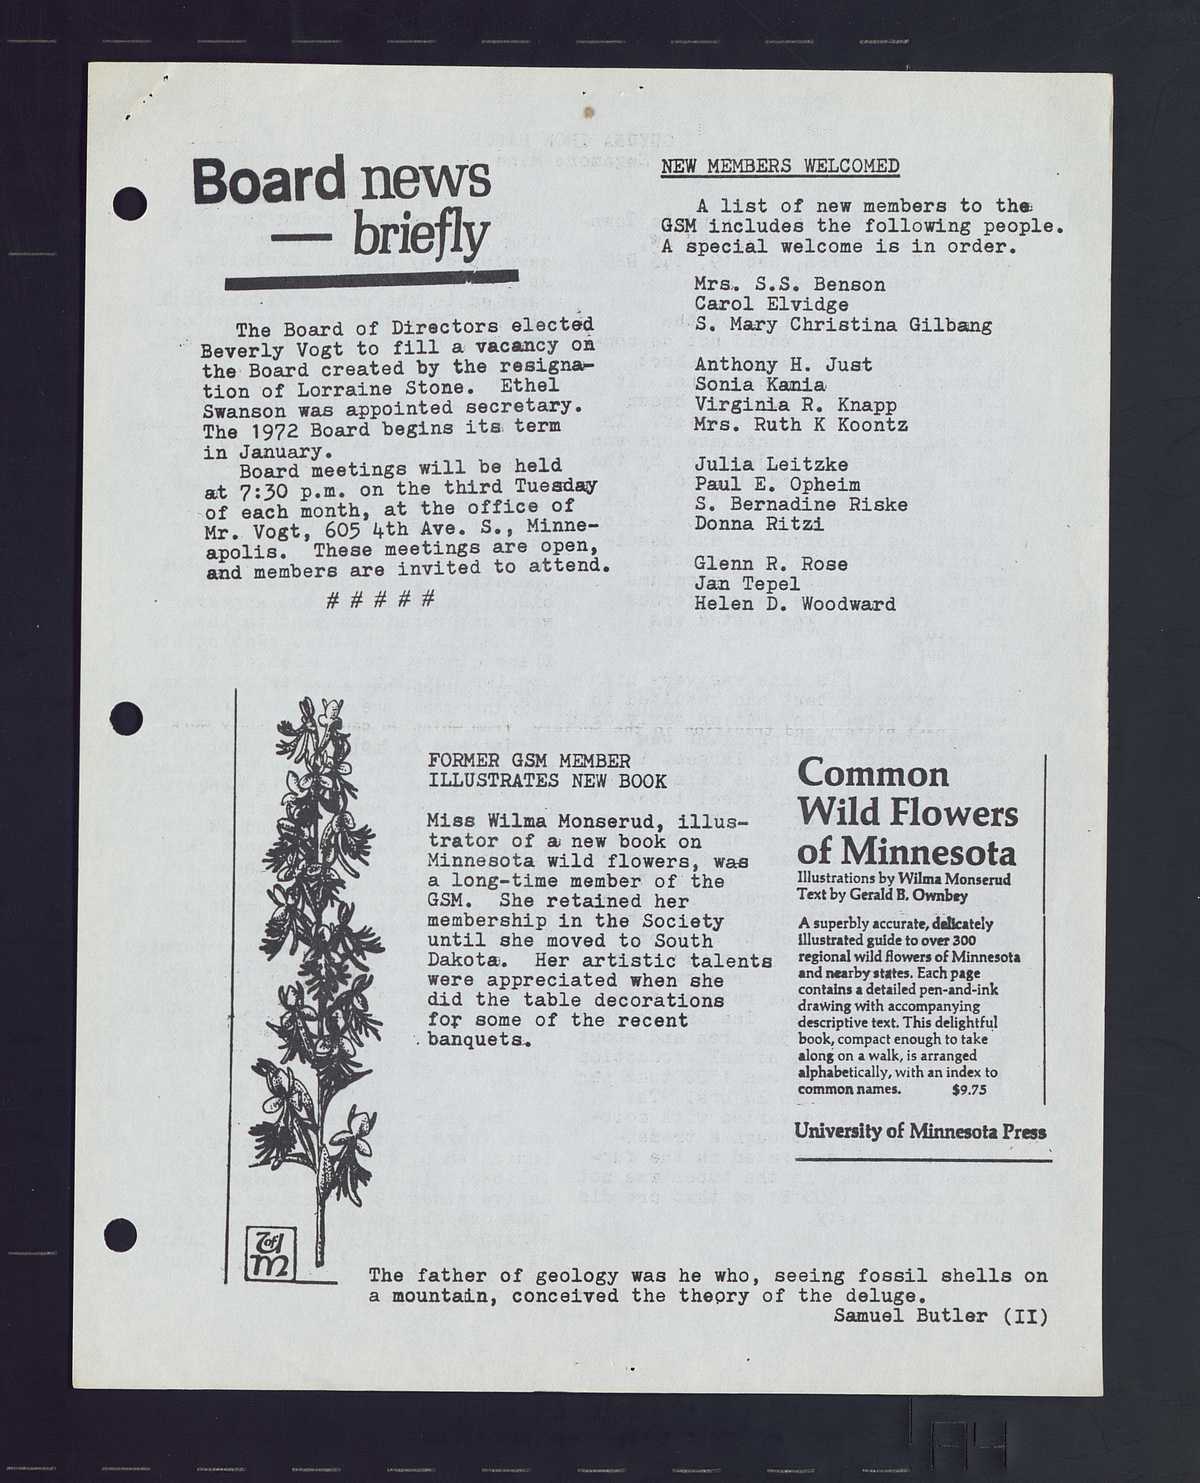 Board news
— briefly
The Board of Directors elected
Beverly Vogt to fill a vacancy on
the Board created by the resigna-
tion of Lorraine Stone. Ethel
Swanson was appointed secretary.
The 1972 Board begins its term
in January.
Board meetings will be held
at 7:30 p.m. on the third Tuesday
of each month, at the office of
Mr. Vogt, 605 4th Ave. S., Minne-
apolis. These meetings are open,
and members are invited to attend.
# # # # #
NEW MEMBERS WELCOMED
A list of new members to the
GSM includes the following people.
A special welcome is in order.
Mrs. S.S. Benson
Carol Elvidge
S. Mary Christina Gilbang
Anthony H. Just
Sonia Kania
Virginia R. Knapp
Mrs. Ruth K Koontz
Julia Leitzke
Paul E. Opheim
S. Bernadine Riske
Donna Ritzi
Glenn R. Rose
Jan Tepel
Helen D. Woodward
FORMER GSM MEMBER
ILLUSTRATES NEW BOOK
Miss Wilma Monserud, illus-
trator of a new book on
Minnesota wild flowers, was
a long-time member of the
GSM. She retained her
membership in the Society
until she moved to South
Dakota. Her artistic talents
were appreciated when she
did the table decorations
for some of the recent
banquets.
Common
Wild Flowers
of Minnesota
Illustrations by Wilma Monserud
Text by Gerald B. Ownbey
A superbly accurate, delicately
illustrated guide to over 300
regional wild flowers of Minnesota
and nearby states. Each page
contains a detailed pen-and-ink
drawing with accompanying
descriptive text. This delightful
book, compact enough to take
along on a walk, is arranged
alphabetically, with an index to
common names. $9.75
University of Minnesota Press
U of
M
The father of geology was he who, seeing fossil shells on
a mountain, conceived the theory of the deluge.
Samuel Butler (II)